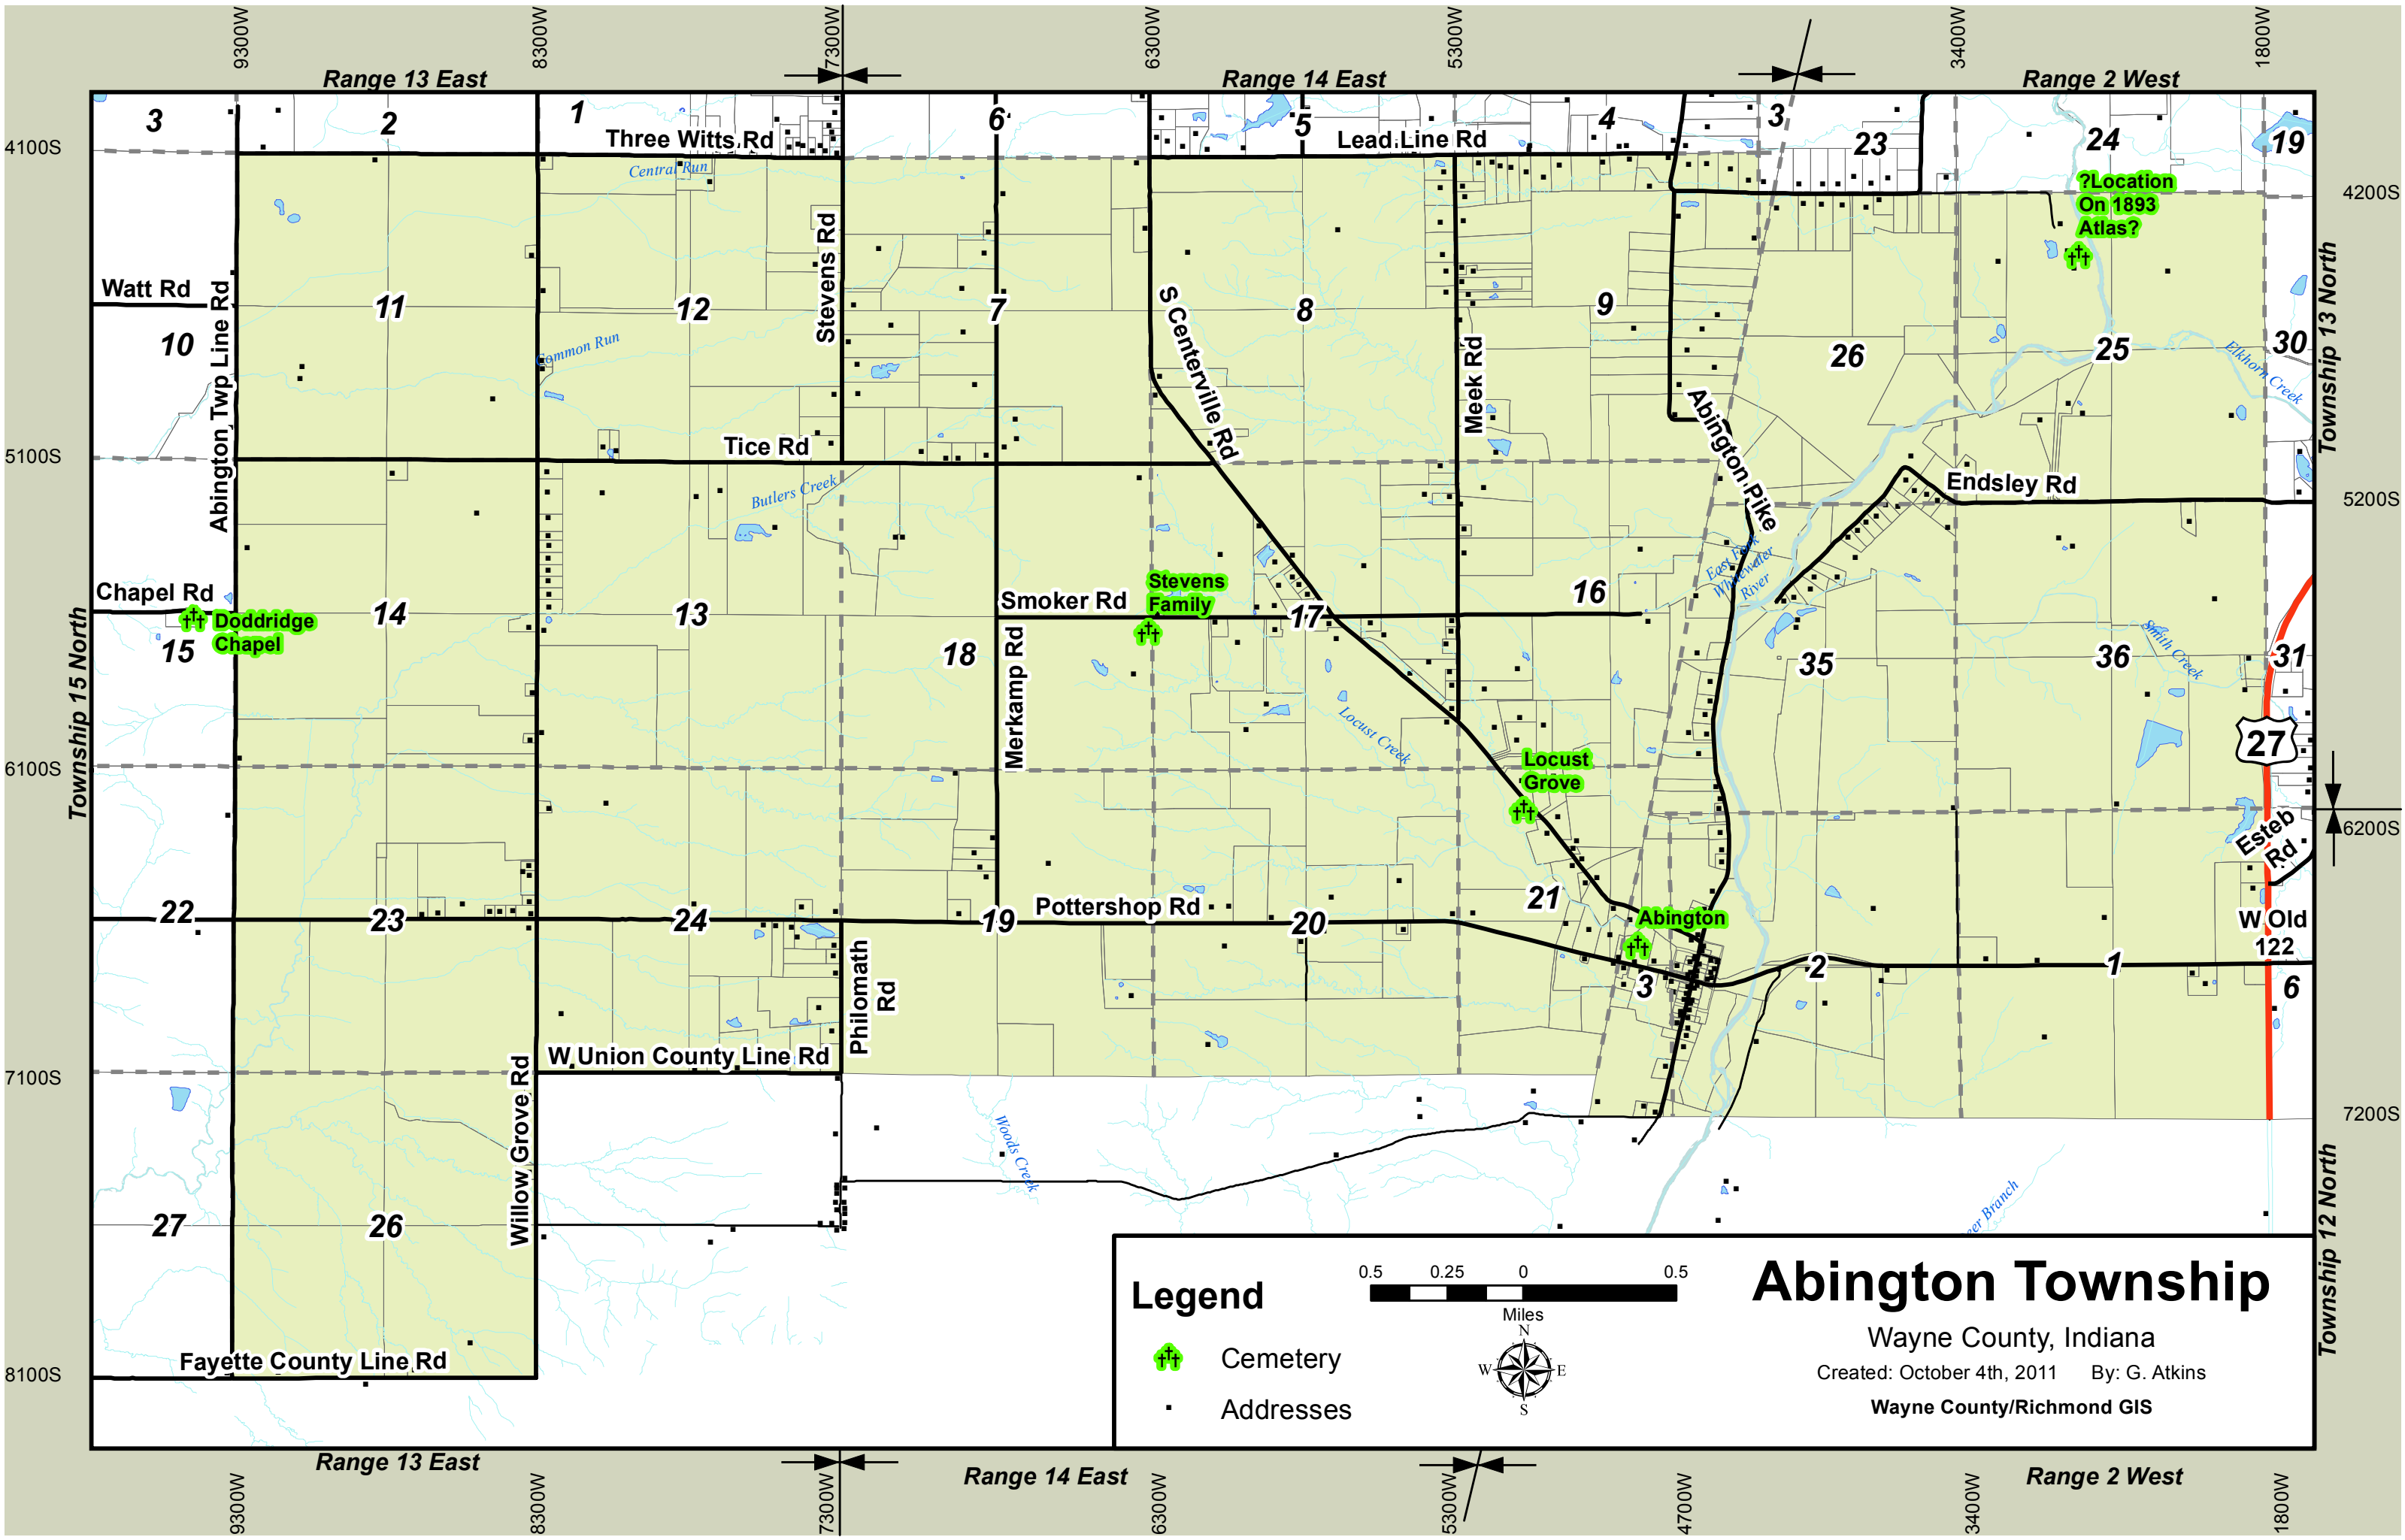 9300W
8300W
7300W
6300W
5300W
3400W
1800W
Range 13 East
Range 14 East
Range 2 West
3
2
1
6
5
4
3
23
24
19
4100S
Three Witts Rd
Lead Line Rd
Central Run
?Location
On 1893
Atlas?
4200S
Watt Rd
11
12
7
8
9
26
25
30
10
Abington Twp Line Rd
Stevens Rd
S Centerville Rd
Meek Rd
Abington Pike
Common Run
Elkhorn Creek
Township 13 North
5100S
Tice Rd
Butlers Creek
Endsley Rd
5200S
East Fork
Whitewater
River
Chapel Rd
Doddridge
Chapel
15
14
13
18
Smoker Rd
Stevens
Family
17
16
35
36
31
Smith Creek
Merkamp Rd
Locust Creek
Township 15 North
27
6100S
Locust
Grove
6200S
Esteb
Rd
22
23
24
19
Pottershop Rd
20
21
Abington
W Old
122
3
2
1
6
Philomath
Rd
W Union County Line Rd
7100S
7200S
Willow Grove Rd
Woods Creek
eer Branch
27
26
Township 12 North
Fayette County Line Rd
8100S
Legend
Cemetery
Addresses
0.5
0.25
0
0.5
Miles
N
W
E
S
Abington Township
Wayne County, Indiana
Created: October 4th, 2011 By: G. Atkins
Wayne County/Richmond GIS
Range 13 East
Range 14 East
Range 2 West
9300W
8300W
7300W
6300W
5300W
4700W
3400W
1800W